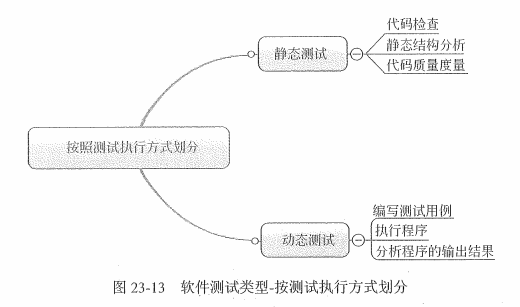 代码检查
静态测试
静态结构分析
代码质量度量
按照测试执行方式划分
编写测试用例
动态测试
执行程序
分析程序的输出结果
图 23-13 软件测试类型-按测试执行方式划分